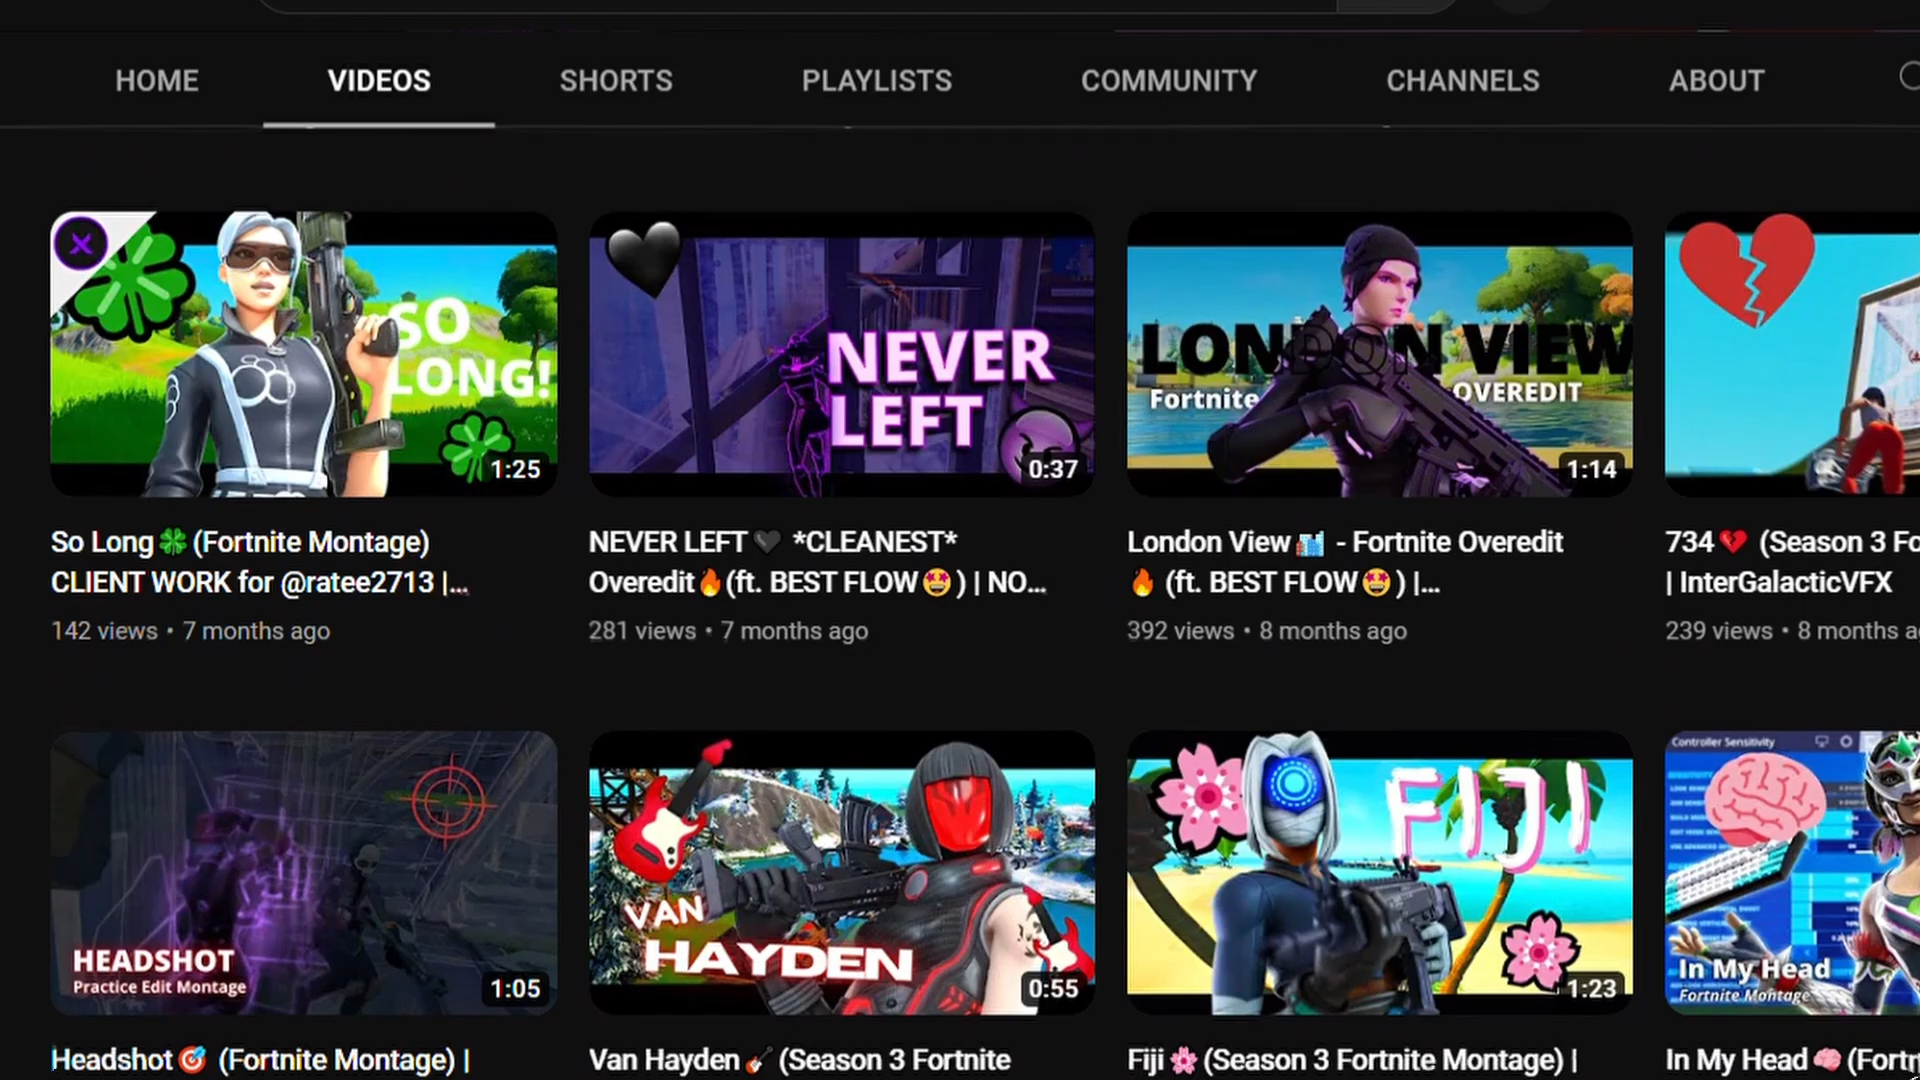 HOME VIDEOS SHORTS PLAYLISTS COMMUNITY CHANNELS ABOUT
SO
LONG!
1:25
NEVER
LEFT
0:37
LONDON VIEW
Fortnite OVEREDIT
1:14
So Long🍀(Fortnite Montage)
CLIENT WORK for @ratee2713 |...
142 views • 7 months ago
NEVER LEFT🖤 *CLEANEST*
Overedit🔥(ft. BEST FLOW🤩) | NO...
281 views • 7 months ago
London View🏙️ - Fortnite Overedit
🔥 (ft. BEST FLOW🤩) |...
392 views • 8 months ago
734💔 (Season 3 Fo
| InterGalacticVFX
239 views • 8 months a
HEADSHOT
Practice Edit Montage
1:05
VAN
HAYDEN
0:55
FIJI
1:23
Controller Sensitivity
In My Head
Fortnite Montage
Headshot🎯 (Fortnite Montage) |
Van Hayden🎸(Season 3 Fortnite
Fiji🌸(Season 3 Fortnite Montage) |
In My Head🧠(Fortn